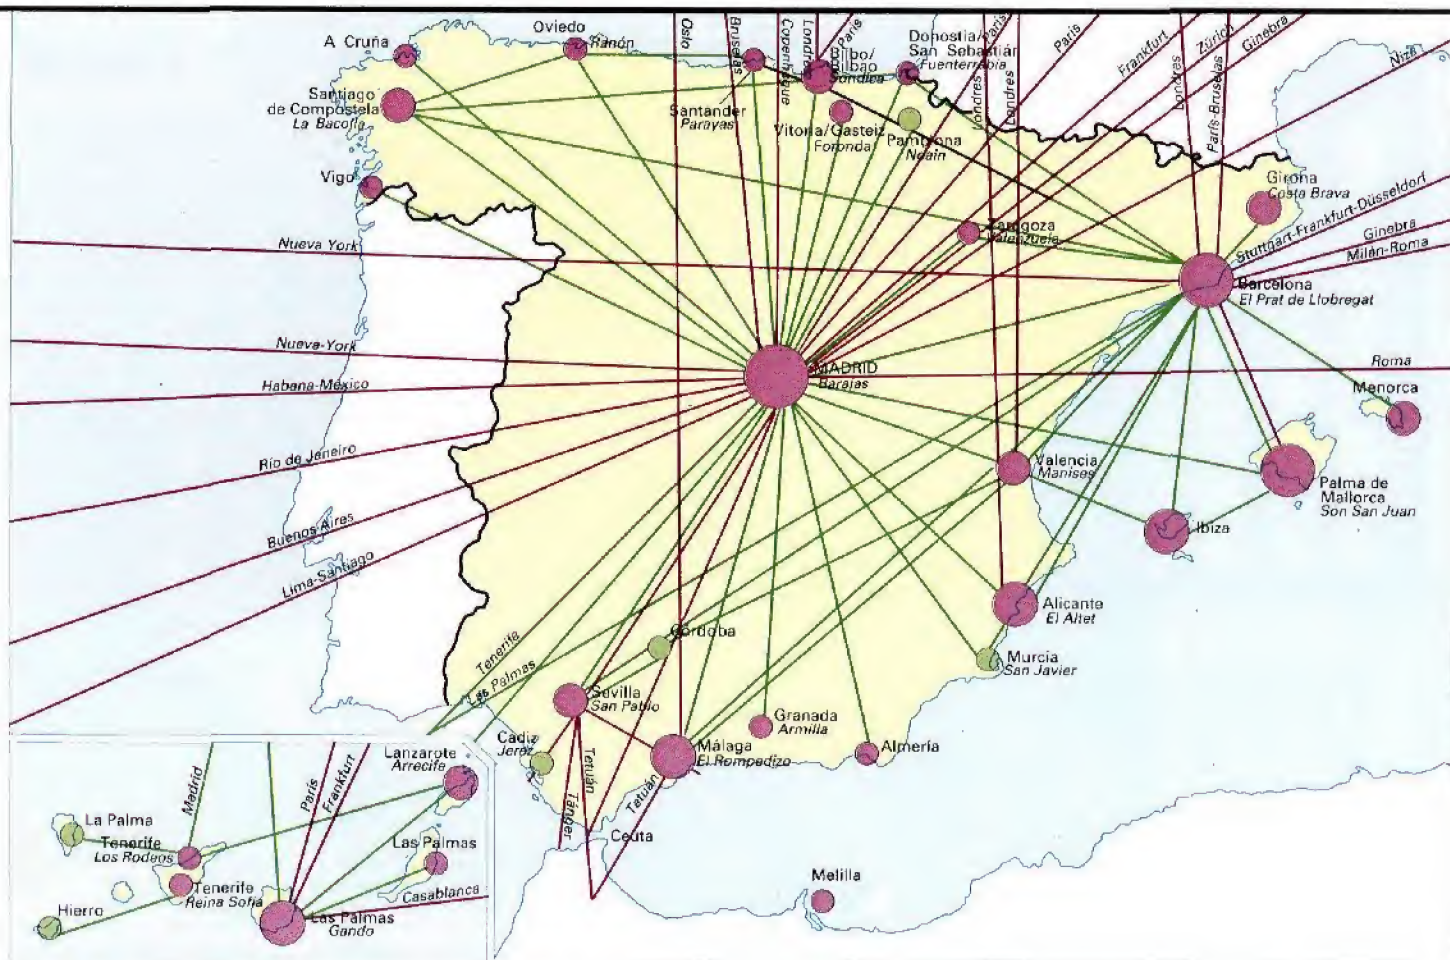 A Cruña
Santiago
de Compostela
La Bacolla
Vigo
Oviedo
Ranón
Santander
Parayas
Bilbo/
Bilbao
Sondica
Vitoria/Gasteiz
Foronda
Donostia/
San Sebastián
Fuenterrabía
Pamplona
Noain
Zaragoza
Valenzuela
Girona
Costa Brava
Barcelona
El Prat de Llobregat
MADRID
Barajas
Valencia
Manises
Menorca
Palma de
Mallorca
Son San Juan
Ibiza
Alicante
El Altet
Murcia
San Javier
Córdoba
Sevilla
San Pablo
Cadiz
Jerez
Málaga
El Rompedizo
Granada
Armilla
Almería
Ceuta
Melilla
Oslo
Bruselas
Copenhague
Londres
París
París
Londres
Londres
París
Frankfurt
Zürich
Ginebra
Londres
París-Bruselas
Niza
Stuttgart-Frankfurt-Düsseldorf
Ginebra
Milán-Roma
Roma
Nueva York
Nueva-York
Habana-México
Río de Janeiro
Buenos-Aires
Lima-Santiago
Tenerife
Las Palmas
Tánger
Tetuán
Tatuán
Lanzarote
Arrecife
Madrid
París
Frankfurt
La Palma
Tenerife
Los Rodeos
Tenerife
Reina Sofía
Hierro
Las Palmas
Las Palmas
Gando
Casablanca